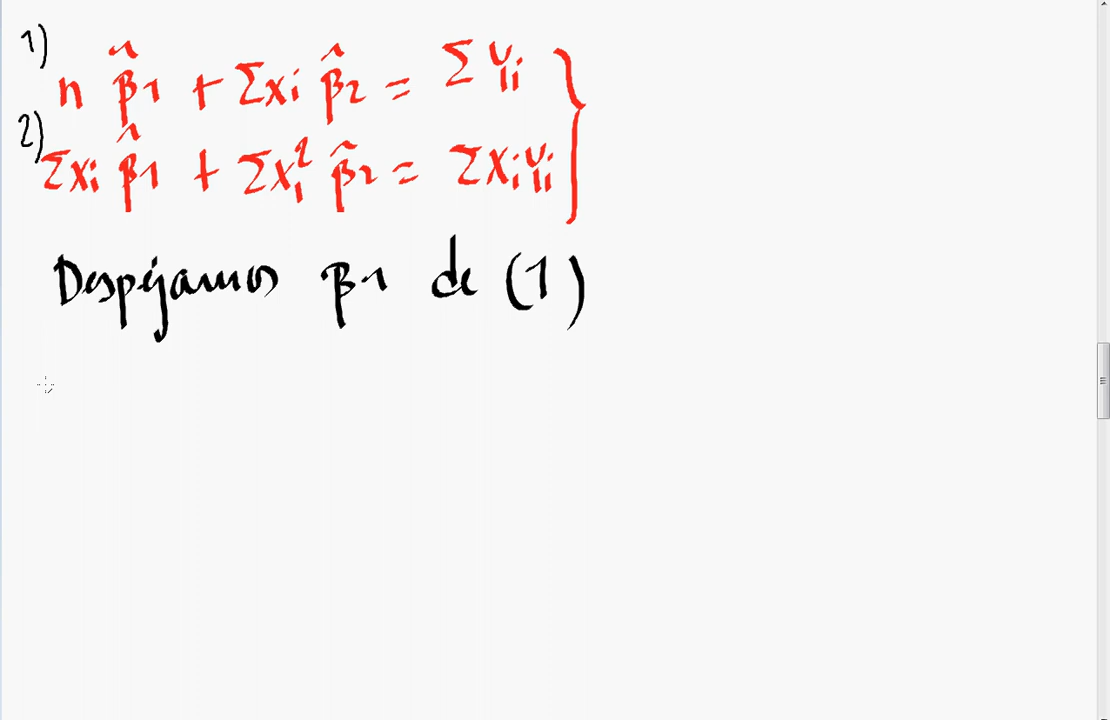 1)
n β̂1 + Σxi β̂2 = Σyi
2)
Σxi β̂1 + Σxi² β̂2 = Σxiyi
Despejamos β1 de (1)